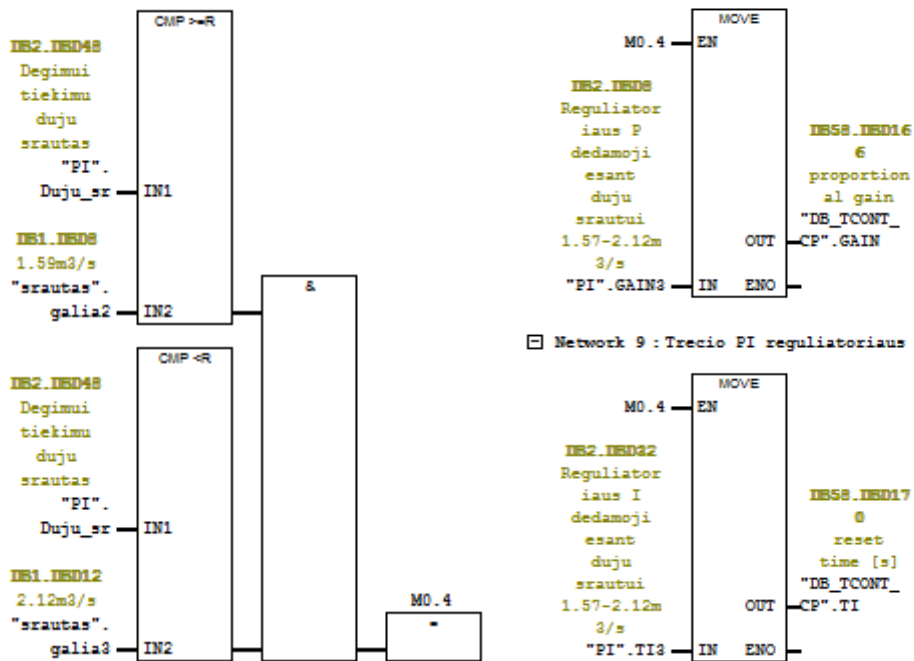 CMP >=R
DB2.DBD48
Degimui
tiekimu
duju
srautas
"PI".
Duju_sr
IN1
DB1.DBD8
1.59m3/s
"srautas".
galia2
IN2
&
CMP <R
DB2.DBD48
Degimui
tiekimu
duju
srautas
"PI".
Duju_sr
IN1
DB1.DBD12
2.12m3/s
"srautas".
galia3
IN2
M0.4
=
MOVE
M0.4
EN
DB2.DBD8
Reguliator
iaus P
dedamoji
esant
duju
srautui
1.57-2.12m
3/s
"PI".GAIN3
IN
ENO
OUT
DB58.DBD16
6
proportion
al gain
"DB_TCONT_
CP".GAIN
Network 9 : Trecio PI reguliatoriaus
MOVE
M0.4
EN
DB2.DBD32
Reguliator
iaus I
dedamoji
esant
duju
srautui
1.57-2.12m
3/s
"PI".TI3
IN
ENO
OUT
DB58.DBD17
0
reset
time [s]
"DB_TCONT_
CP".TI